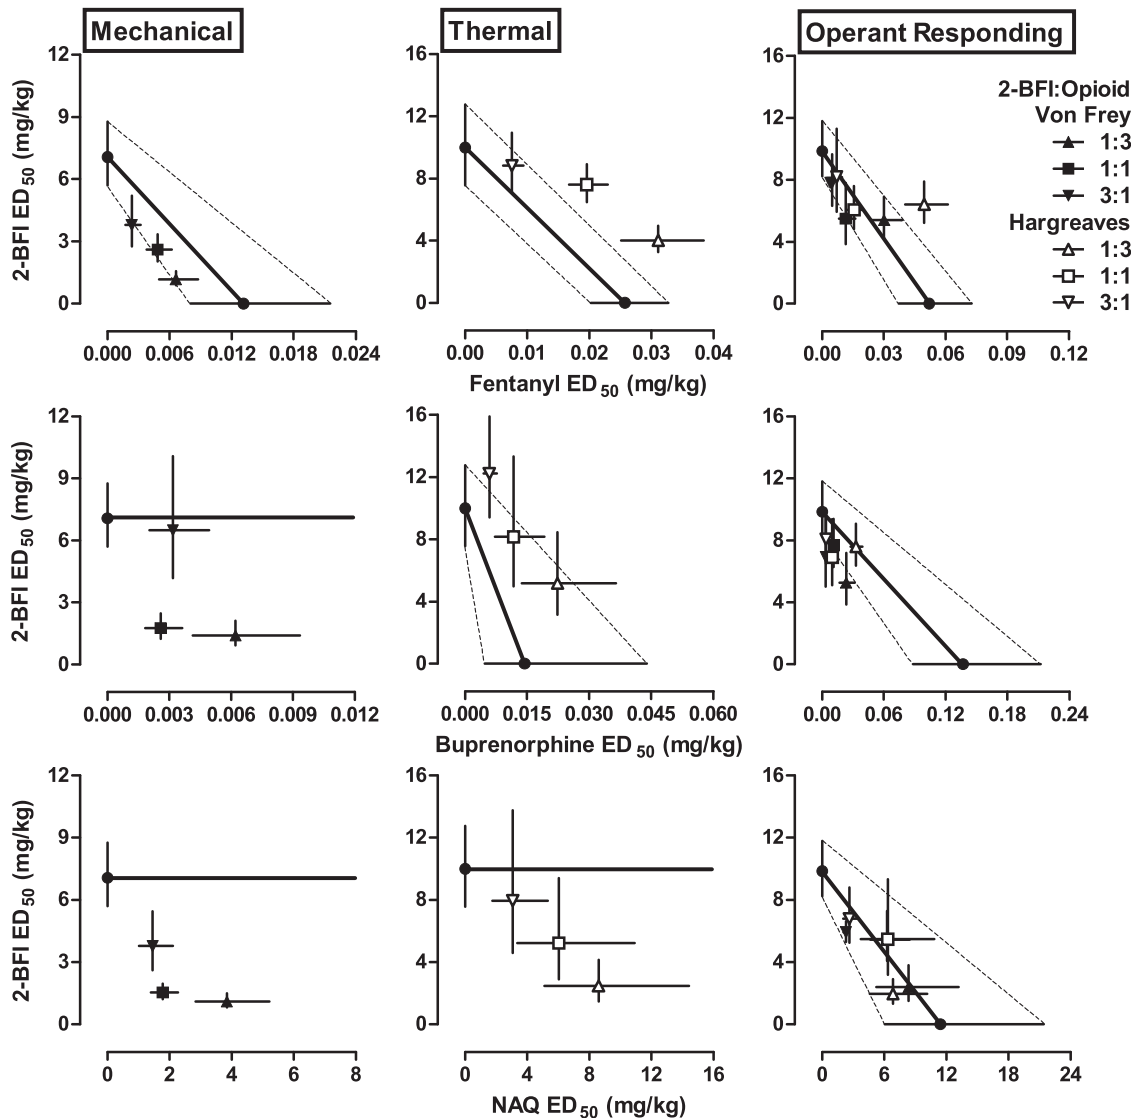 Mechanical
Thermal
Operant Responding
2-BFI:Opioid
Von Frey
1:3
1:1
3:1
Hargreaves
1:3
1:1
3:1
2-BFI ED50 (mg/kg)
12
9
6
3
0
0.000 0.006 0.012 0.018 0.024
16
12
8
4
0
0.00 0.01 0.02 0.03 0.04
16
12
8
4
0
0.00 0.03 0.06 0.09 0.12
Fentanyl ED50 (mg/kg)
2-BFI ED50 (mg/kg)
12
9
6
3
0
0.000 0.003 0.006 0.009 0.012
16
12
8
4
0
0.000 0.015 0.030 0.045 0.060
16
12
8
4
0
0.00 0.06 0.12 0.18 0.24
Buprenorphine ED50 (mg/kg)
2-BFI ED50 (mg/kg)
12
9
6
3
0
0 2 4 6 8
16
12
8
4
0
0 4 8 12 16
16
12
8
4
0
0 6 12 18 24
NAQ ED50 (mg/kg)